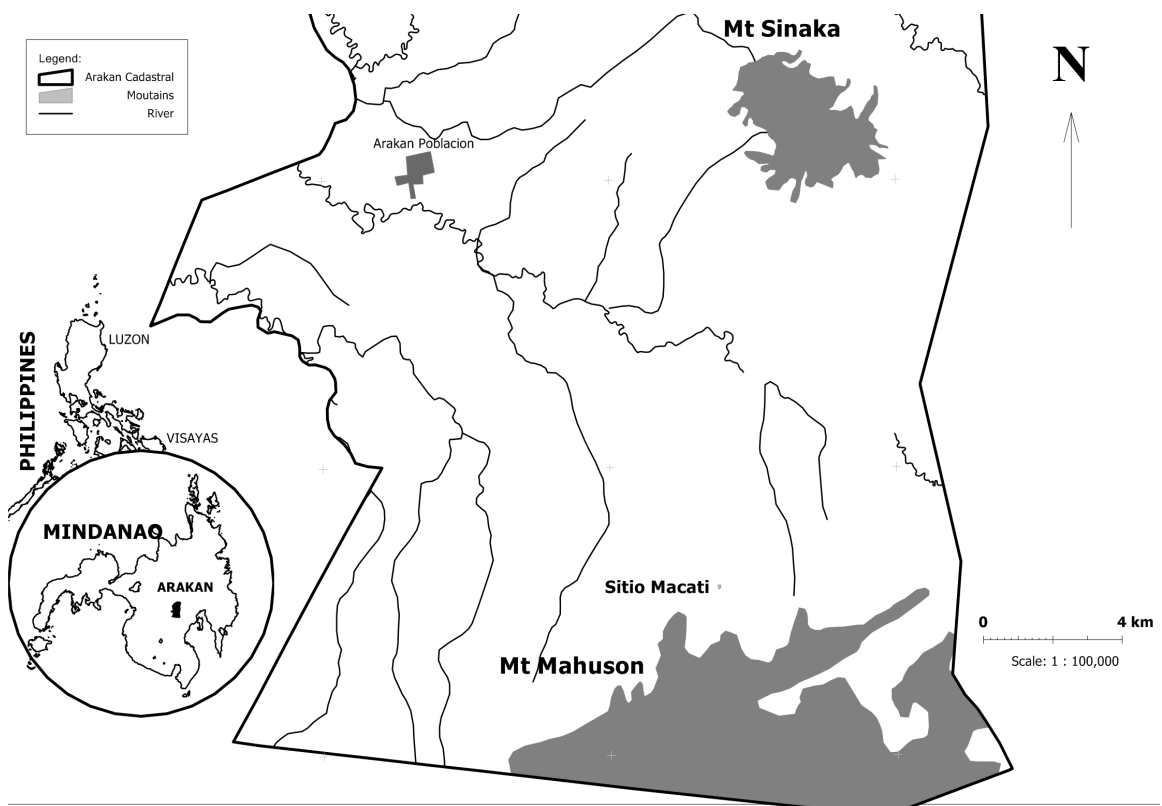 Mt Sinaka
Legend:
Arakan Cadastral
Moutains
River
N
Arakan Poblacion
PHILIPPINES
LUZON
VISAYAS
MINDANAO
ARAKAN
Sitio Macati
Mt Mahuson
0 4 km
Scale: 1 : 100,000